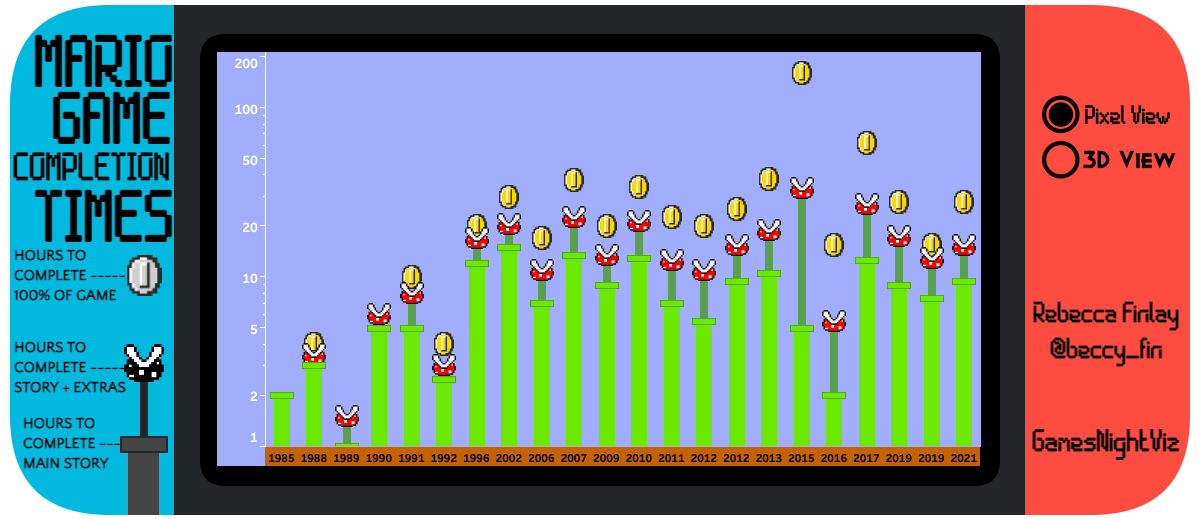 MARIO
GAME
COMPLETION
TIMES
HOURS TO
COMPLETE -----
100% OF GAME
HOURS TO
COMPLETE -----
STORY + EXTRAS
HOURS TO
COMPLETE ---
MAIN STORY
200
100
50
20
10
5
2
1
1985 1988 1989 1990 1991 1992 1996 2002 2006 2007 2009 2010 2011 2012 2012 2013 2015 2016 2017 2019 2019 2021
Pixel View
3D VIEW
Rebecca Finlay
@beccy_fin
GamesNightViz